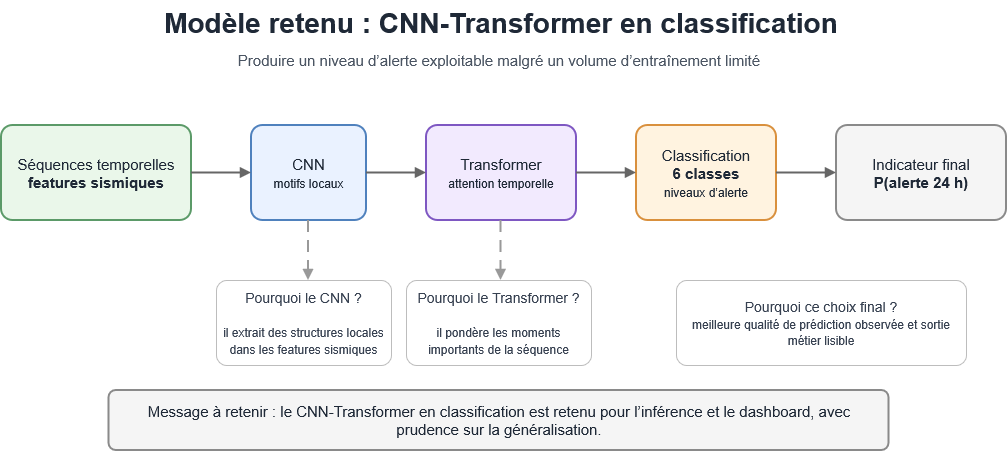 Modèle retenu : CNN-Transformer en classification
Produire un niveau d’alerte exploitable malgré un volume d’entraînement limité
Séquences temporelles
features sismiques
CNN
motifs locaux
Transformer
attention temporelle
Classification
6 classes
niveaux d’alerte
Indicateur final
P(alerte 24 h)
Pourquoi le CNN ?
il extrait des structures locales
dans les features sismiques
Pourquoi le Transformer ?
il pondère les moments
importants de la séquence
Pourquoi ce choix final ?
meilleure qualité de prédiction observée et sortie
métier lisible
Message à retenir : le CNN-Transformer en classification est retenu pour l’inférence et le dashboard, avec
prudence sur la généralisation.